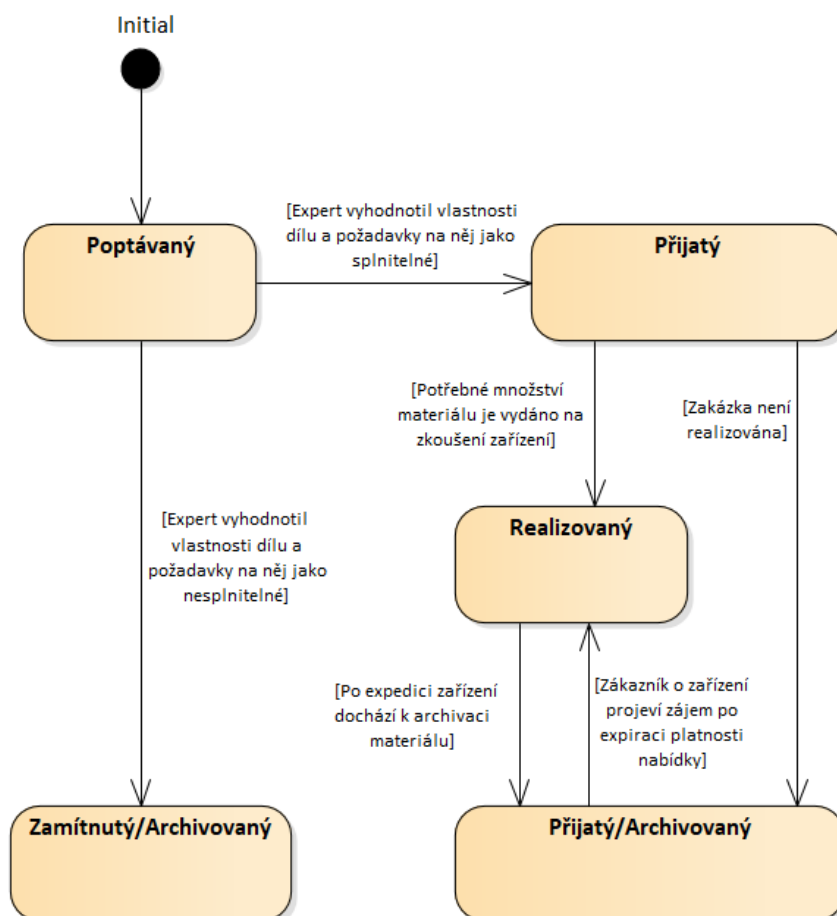 Initial
Poptávaný
[Expert vyhodnotil vlastnosti
dílu a požadavky na něj jako
splnitelné]
Přijatý
[Potřebné množství
materiálu je vydáno na
zkoušení zařízení]
[Zakázka není
realizována]
[Expert vyhodnotil
vlastnosti dílu a
požadavky na něj jako
nesplnitelné]
Realizovaný
[Po expedici zařízení
dochází k archivaci
materiálu]
[Zákazník o zařízení
projeví zájem po
expiraci platnosti
nabídky]
Zamítnutý/Archivovaný
Přijatý/Archivovaný